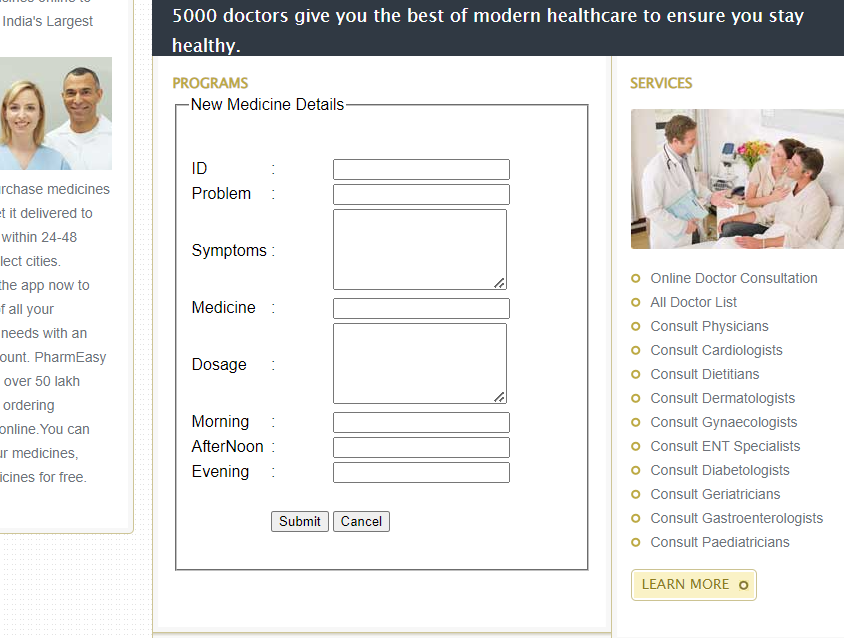 India's Largest
purchase medicines
get it delivered to
within 24-48
select cities.
the app now to
of all your
needs with an
PharmEasy
over 50 lakh
ordering
online.You can
medicines,
for free.
5000 doctors give you the best of modern healthcare to ensure you stay
healthy.
PROGRAMS
New Medicine Details
ID :
Problem :
Symptoms :
Medicine :
Dosage :
Morning :
AfterNoon :
Evening :
Submit Cancel
SERVICES
Online Doctor Consultation
All Doctor List
Consult Physicians
Consult Cardiologists
Consult Dietitians
Consult Dermatologists
Consult Gynaecologists
Consult ENT Specialists
Consult Diabetologists
Consult Geriatricians
Consult Gastroenterologists
Consult Paediatricians
LEARN MORE